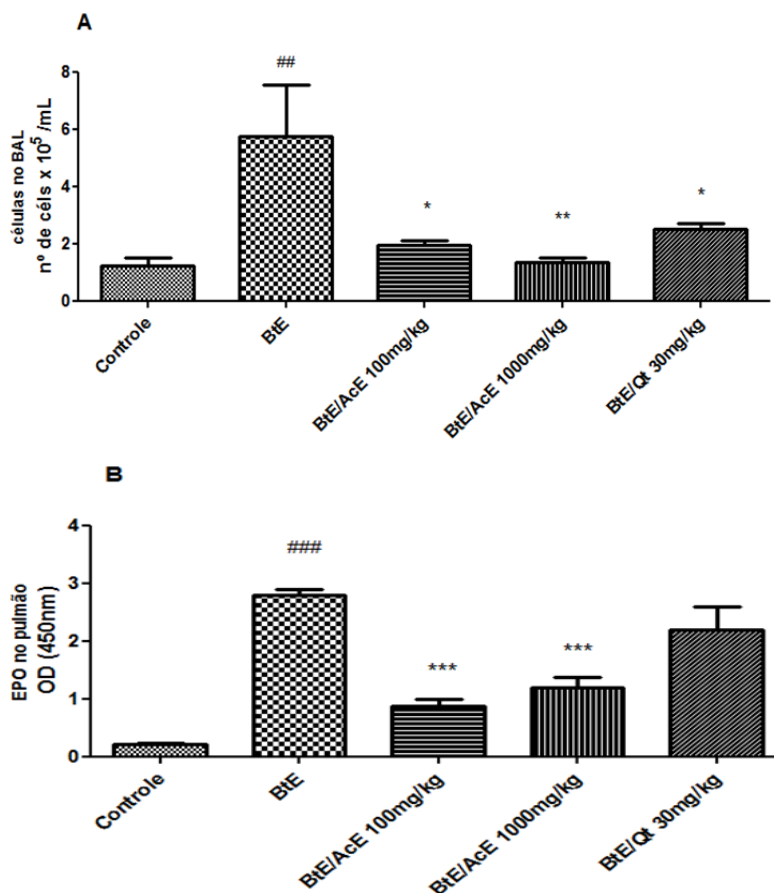 A
células no BAL
nº de céls x 10⁵ /mL
8
6
4
2
0
##
*
**
*
Controle
BtE
BtE/AcE 100mg/kg
BtE/AcE 1000mg/kg
BtE/Qt 30mg/kg
B
EPO no pulmão
OD (450nm)
4
3
2
1
0
###
***
***
Controle
BtE
BtE/AcE 100mg/kg
BtE/AcE 1000mg/kg
BtE/Qt 30mg/kg